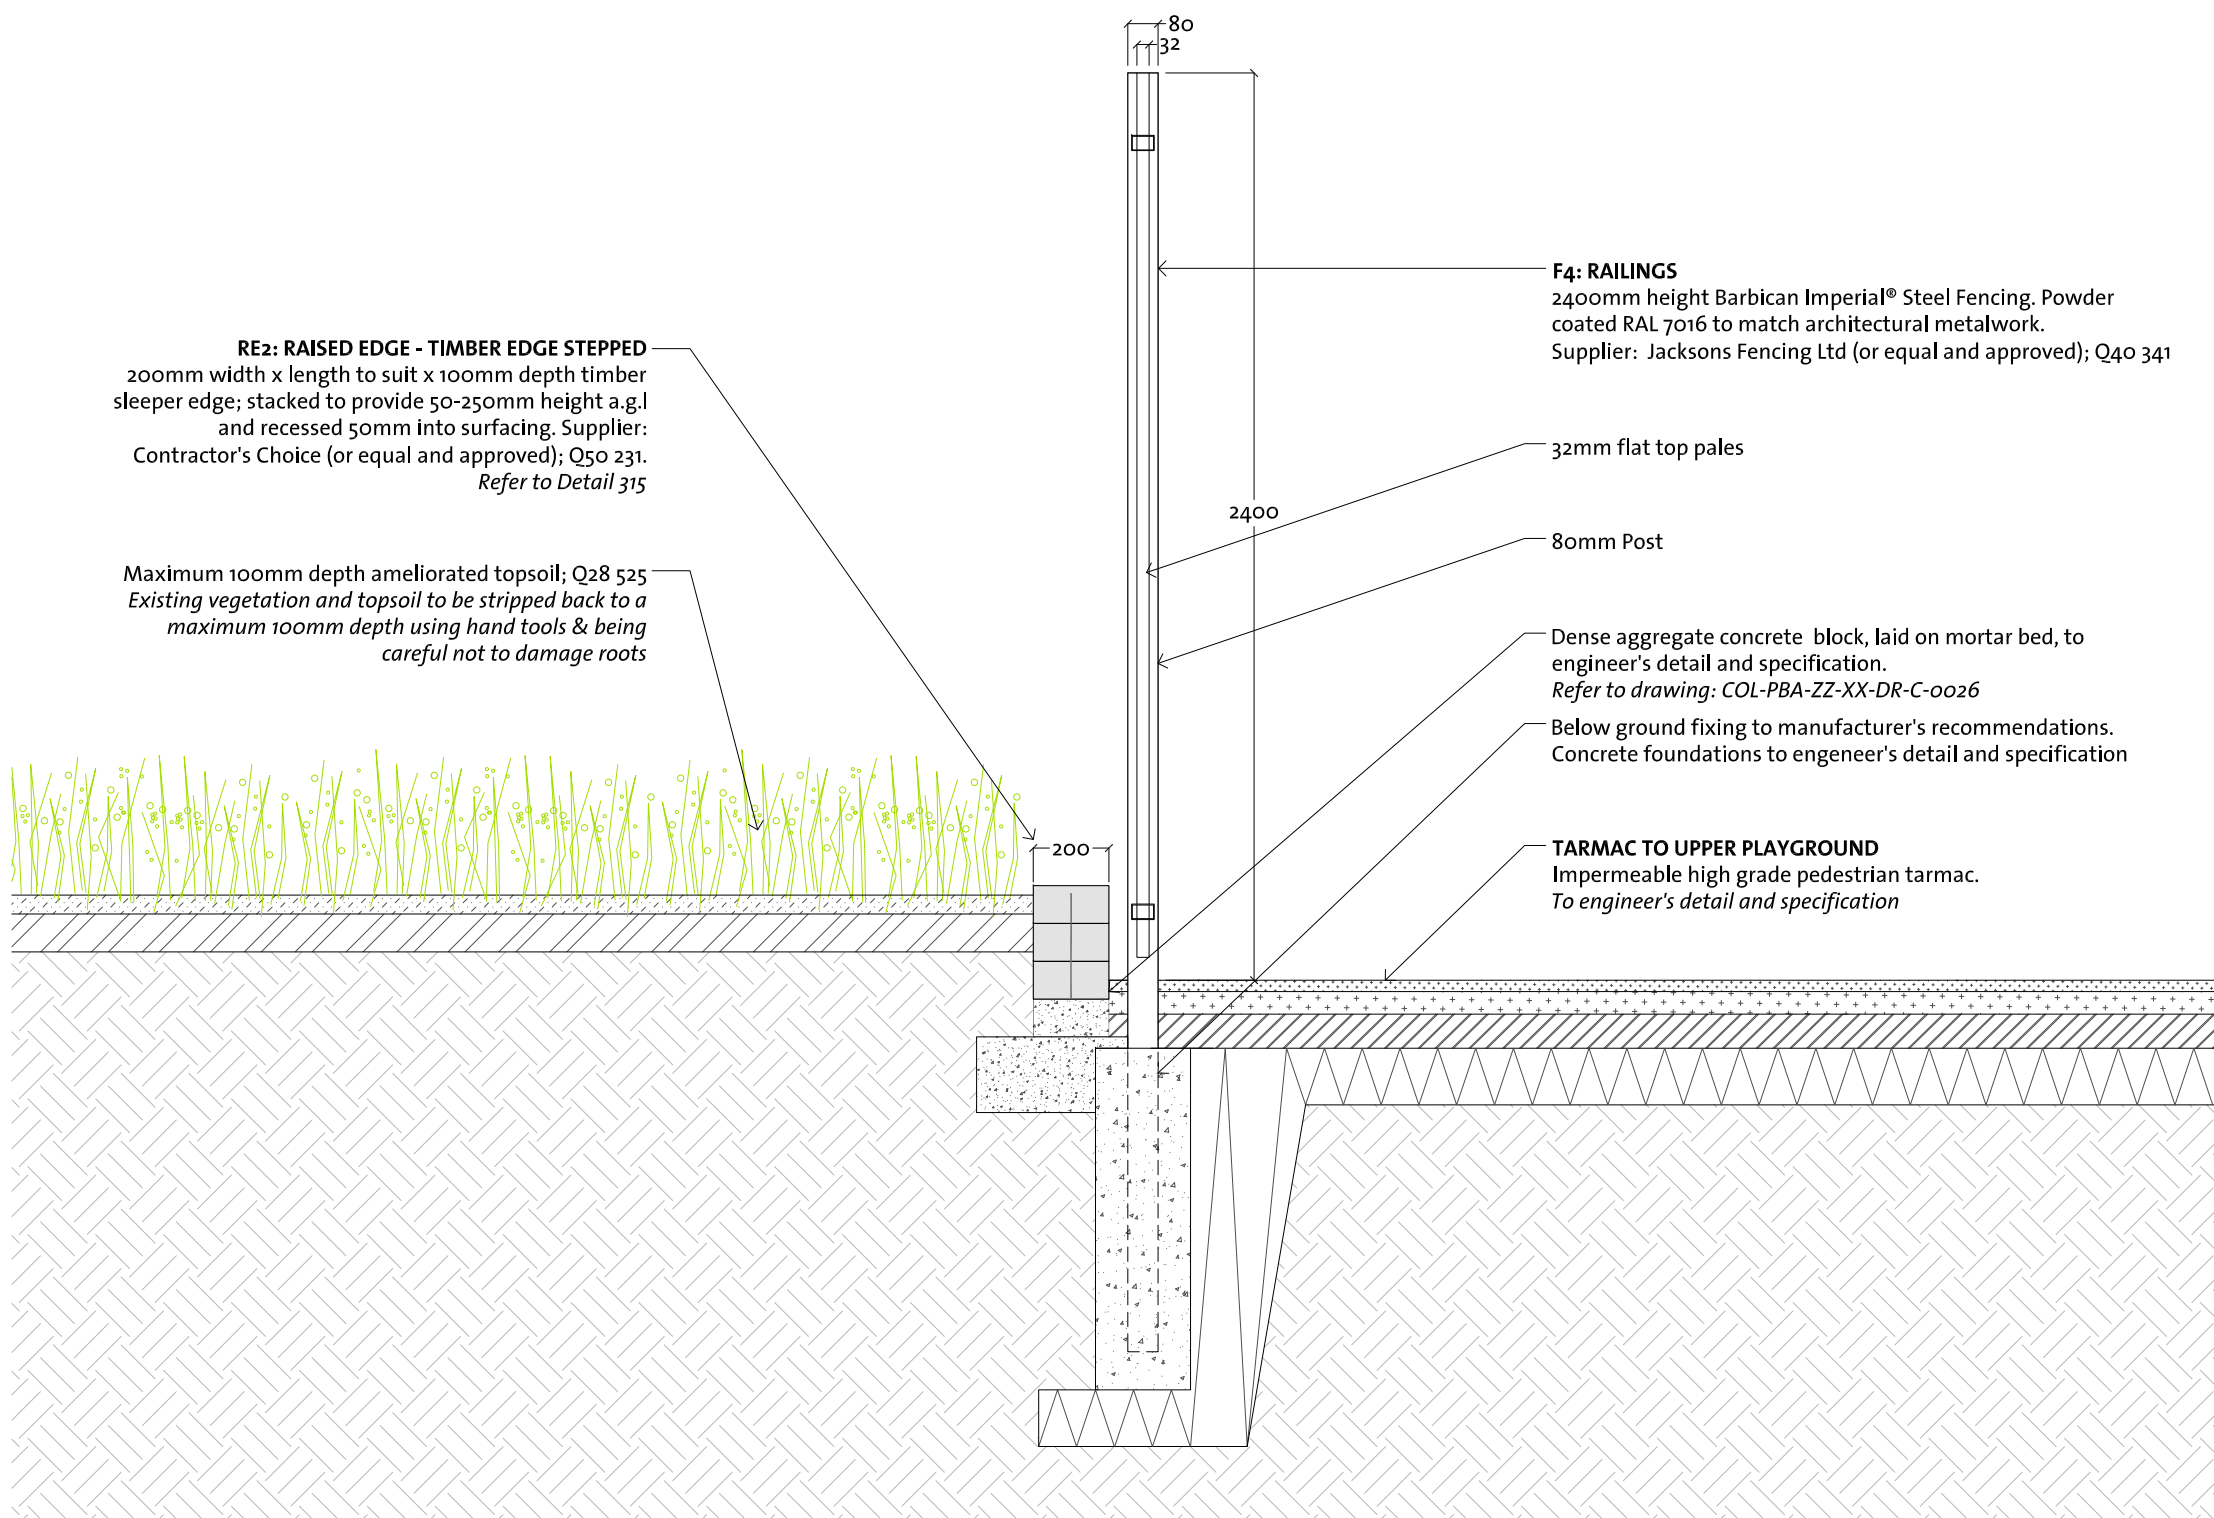 80
32
F4: RAILINGS
2400mm height Barbican Imperial® Steel Fencing. Powder
coated RAL 7016 to match architectural metalwork.
Supplier: Jacksons Fencing Ltd (or equal and approved); Q40 341
RE2: RAISED EDGE - TIMBER EDGE STEPPED
200mm width x length to suit x 100mm depth timber
sleeper edge; stacked to provide 50-250mm height a.g.l
and recessed 50mm into surfacing. Supplier:
Contractor's Choice (or equal and approved); Q50 231.
Refer to Detail 315
32mm flat top pales
2400
80mm Post
Maximum 100mm depth ameliorated topsoil; Q28 525
Existing vegetation and topsoil to be stripped back to a
maximum 100mm depth using hand tools & being
careful not to damage roots
Dense aggregate concrete block, laid on mortar bed, to
engineer's detail and specification.
Refer to drawing: COL-PBA-ZZ-XX-DR-C-0026
Below ground fixing to manufacturer's recommendations.
Concrete foundations to engeneer's detail and specification
200
TARMAC TO UPPER PLAYGROUND
Impermeable high grade pedestrian tarmac.
To engineer's detail and specification